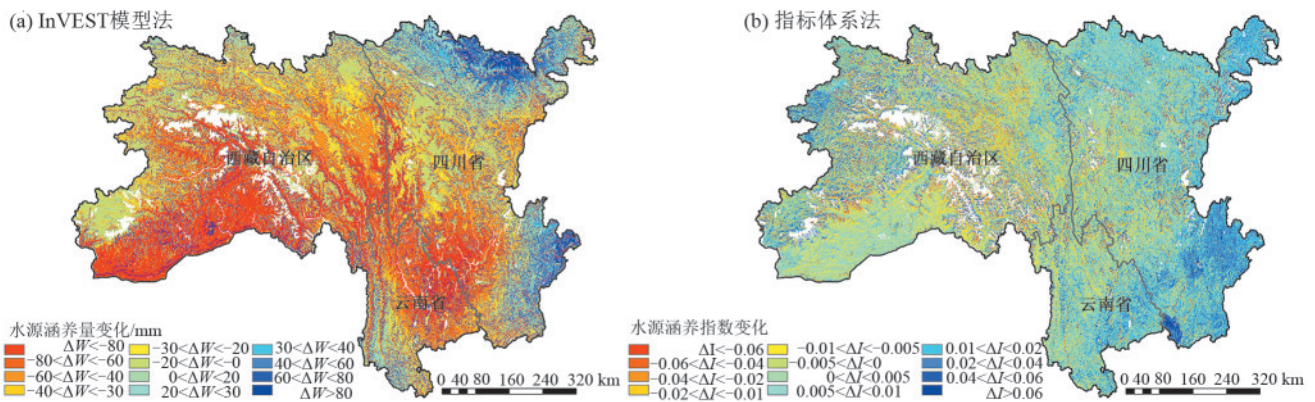 (a) InVEST模型法
西藏自治区
四川省
云南省
水源涵养量变化/mm
ΔW<−80
−80<ΔW<−60
−60<ΔW<−40
−40<ΔW<−30
−30<ΔW<−20
−20<ΔW<0
0<ΔW<20
20<ΔW<30
30<ΔW<40
40<ΔW<60
60<ΔW<80
ΔW>80
0 40 80 160 240 320 km
(b) 指标体系法
西藏自治区
四川省
云南省
水源涵养指数变化
ΔI<−0.06
−0.06<ΔI<−0.04
−0.04<ΔI<−0.02
−0.02<ΔI<−0.01
−0.01<ΔI<−0.005
−0.005<ΔI<0
0<ΔI<0.005
0.005<ΔI<0.01
0.01<ΔI<0.02
0.02<ΔI<0.04
0.04<ΔI<0.06
ΔI>0.06
0 40 80 160 240 320 km